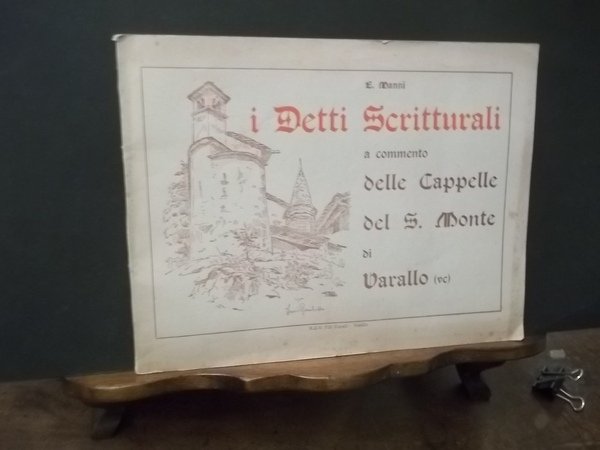 E. Manni
i Detti Scritturali
a commento
delle Cappelle
del S. Monte
di
Varallo (vc)